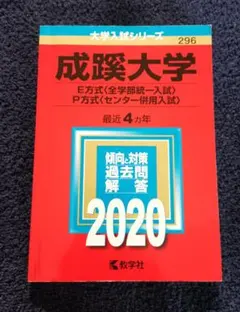 大学入試シリーズ
296
成蹊大学
E方式〈全学部統一入試〉
P方式〈センター併用入試〉
最近4カ年
傾向と対策
過去問
解答
2020
教学社